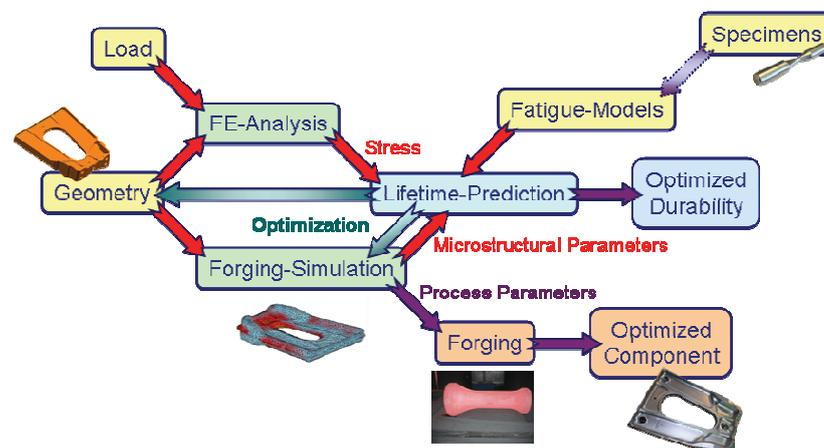 Load
Specimens
FE-Analysis
Fatigue-Models
Stress
Geometry
Lifetime-Prediction
Optimized
Durability
Optimization
Microstructural Parameters
Forging-Simulation
Process Parameters
Forging
Optimized
Component